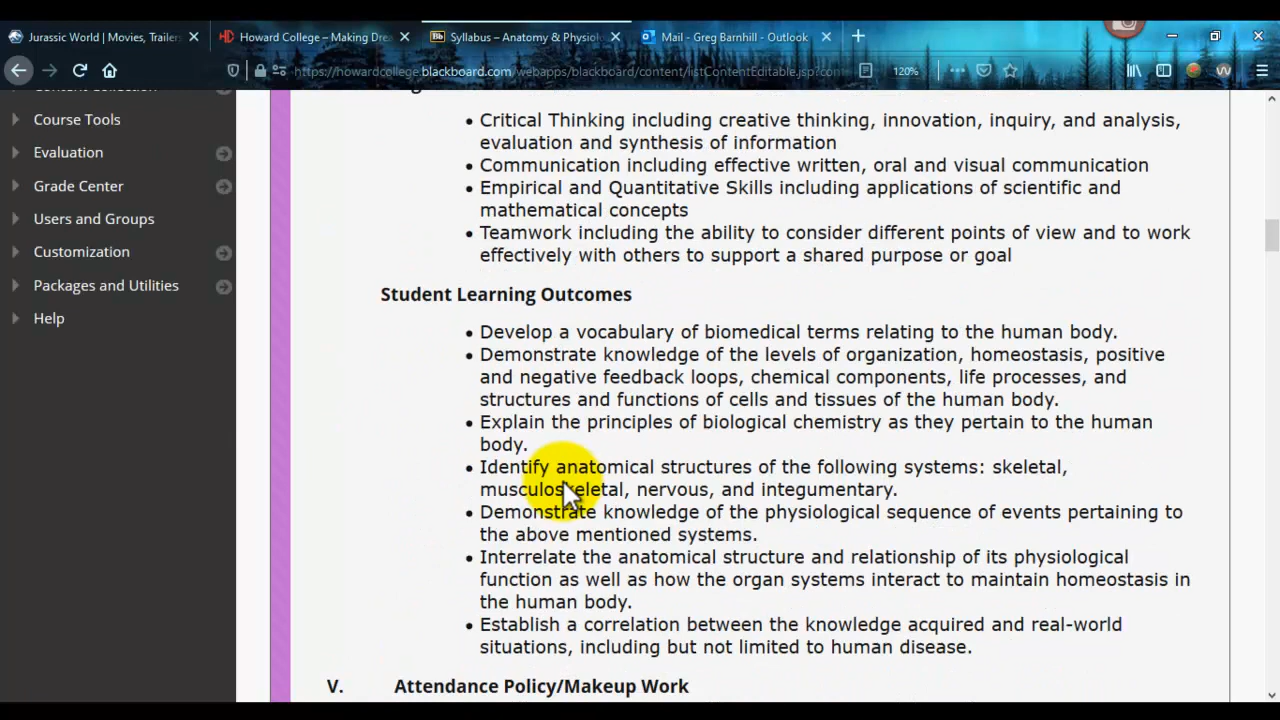 Jurassic World | Movies, Trailers
Howard College – Making Dre
Syllabus – Anatomy & Physiol
Mail - Greg Barnhill - Outlook
https://howardcollege.blackboard.com/webapps/blackboard/content/listContentEditable.jsp?con
120%
Course Tools
Evaluation
Grade Center
Users and Groups
Customization
Packages and Utilities
Help
• Critical Thinking including creative thinking, innovation, inquiry, and analysis,
evaluation and synthesis of information
• Communication including effective written, oral and visual communication
• Empirical and Quantitative Skills including applications of scientific and
mathematical concepts
• Teamwork including the ability to consider different points of view and to work
effectively with others to support a shared purpose or goal
Student Learning Outcomes
• Develop a vocabulary of biomedical terms relating to the human body.
• Demonstrate knowledge of the levels of organization, homeostasis, positive
and negative feedback loops, chemical components, life processes, and
structures and functions of cells and tissues of the human body.
• Explain the principles of biological chemistry as they pertain to the human
body.
• Identify anatomical structures of the following systems: skeletal,
musculoskeletal, nervous, and integumentary.
• Demonstrate knowledge of the physiological sequence of events pertaining to
the above mentioned systems.
• Interrelate the anatomical structure and relationship of its physiological
function as well as how the organ systems interact to maintain homeostasis in
the human body.
• Establish a correlation between the knowledge acquired and real-world
situations, including but not limited to human disease.
V. Attendance Policy/Makeup Work